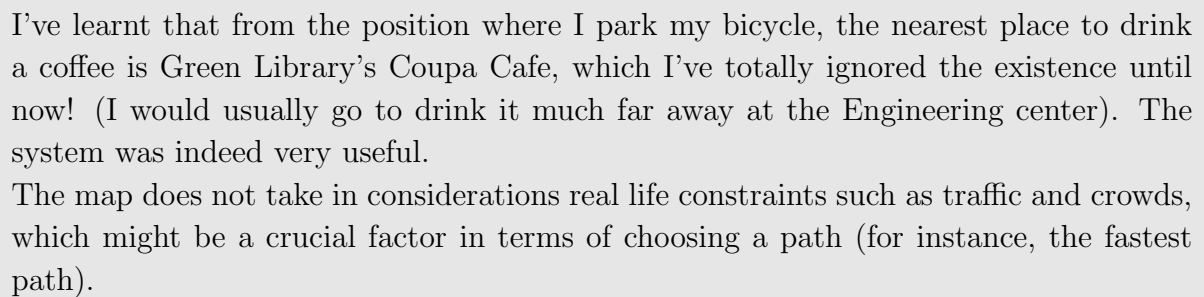 I've learnt that from the position where I park my bicycle, the nearest place to drink
a coffee is Green Library's Coupa Cafe, which I've totally ignored the existence until
now! (I would usually go to drink it much far away at the Engineering center). The
system was indeed very useful.
The map does not take in considerations real life constraints such as traffic and crowds,
which might be a crucial factor in terms of choosing a path (for instance, the fastest
path).